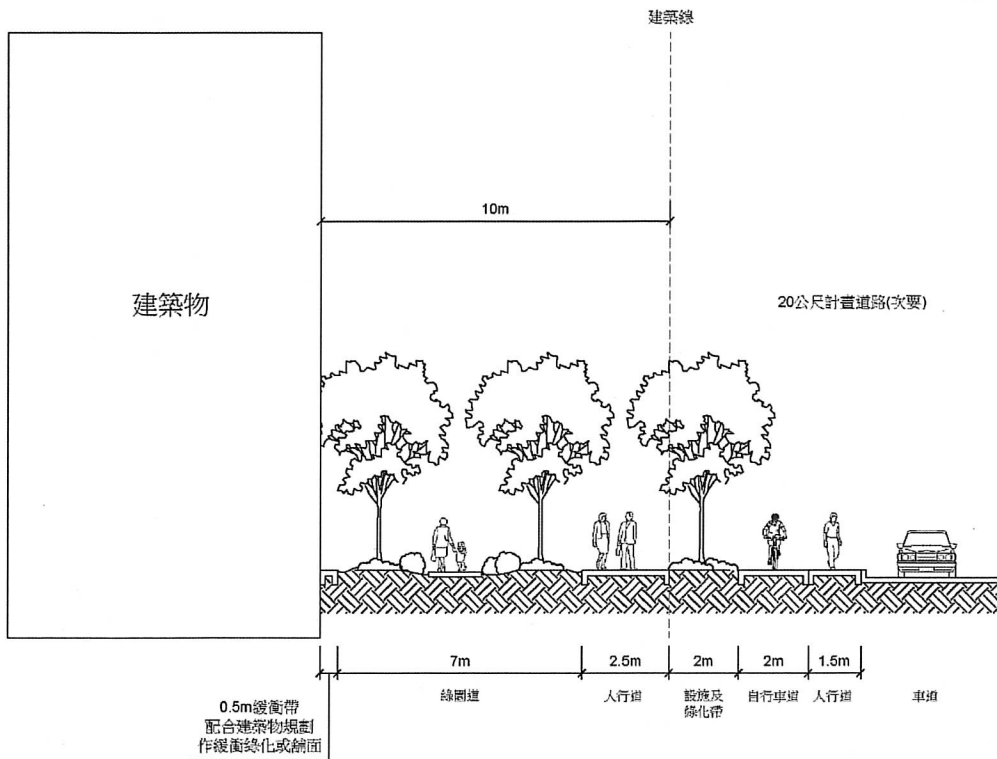 建築線
10m
建築物
20公尺計畫道路(次要)
7m
2.5m
2m
2m
1.5m
綠園道
人行道
設施及
綠化帶
自行車道
人行道
車道
0.5m緩衝帶
配合建築物規劃
作緩衝綠化或舖面